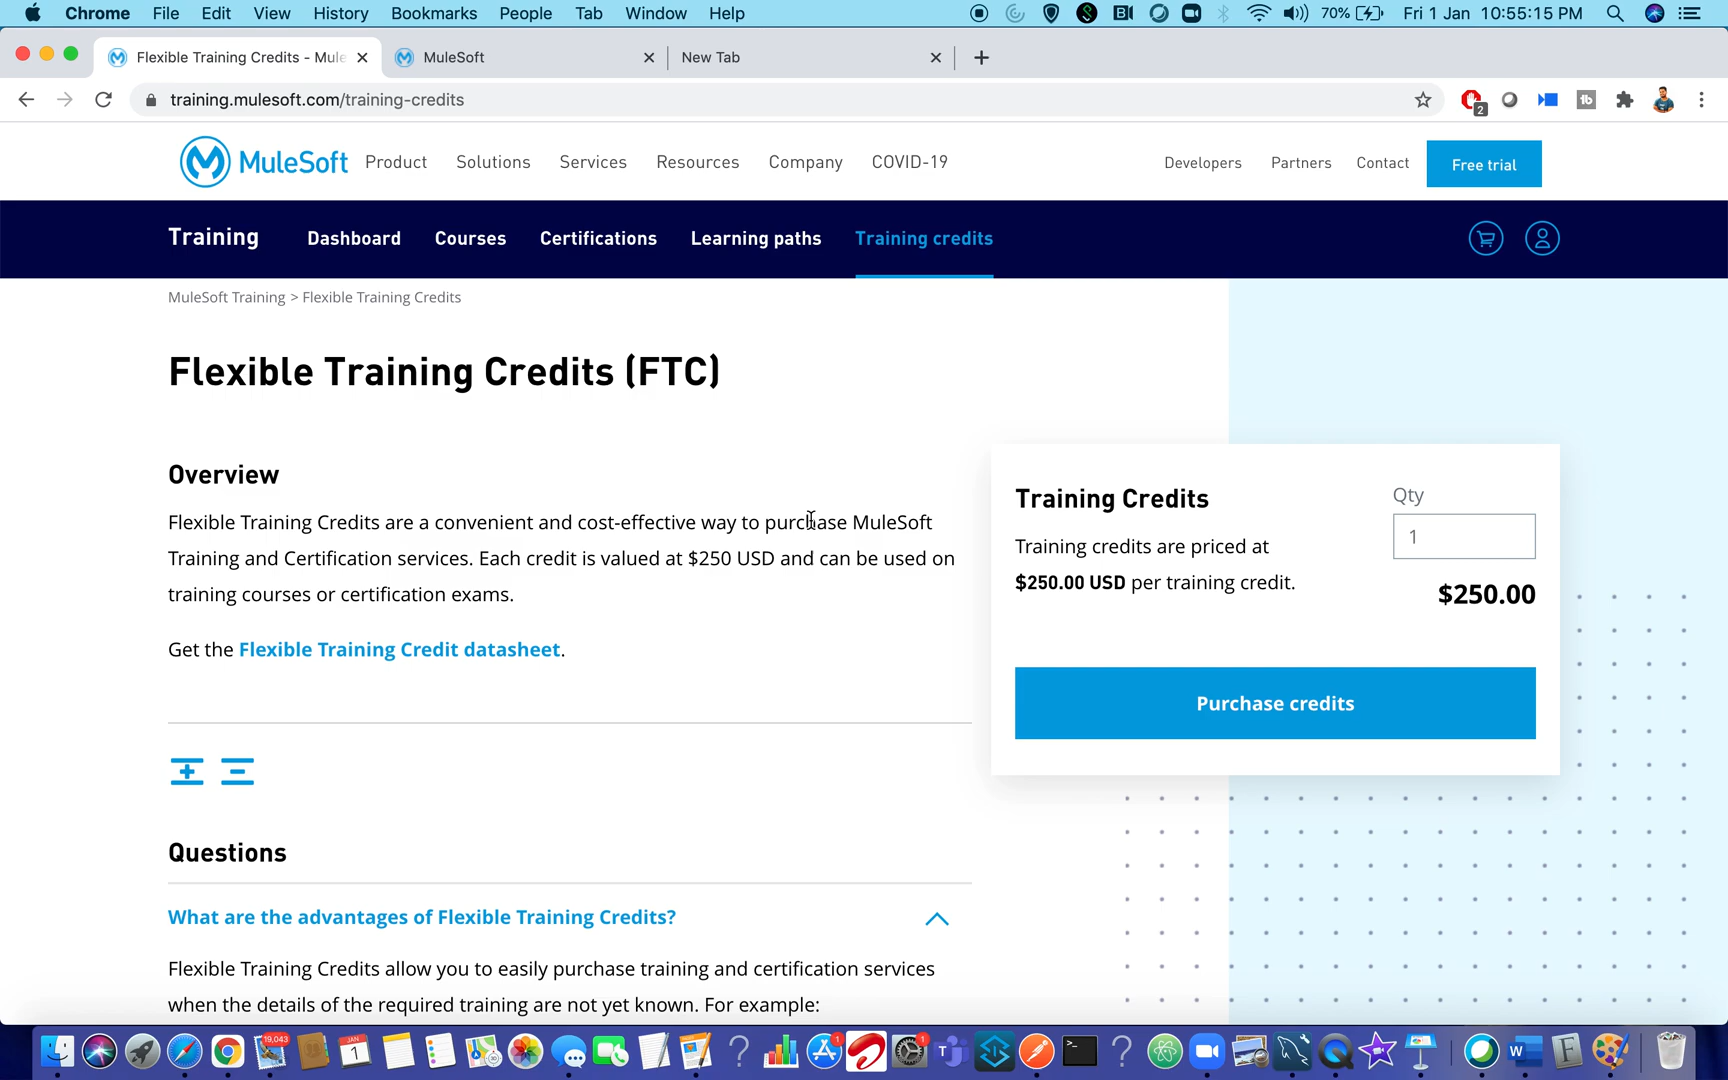 Chrome File Edit View History Bookmarks People Tab Window Help 70% Fri 1 Jan 10:55:15 PM
Flexible Training Credits - Mule MuleSoft New Tab
training.mulesoft.com/training-credits 2
MuleSoft Product Solutions Services Resources Company COVID-19 Developers Partners Contact Free trial
Training Dashboard Courses Certifications Learning paths Training credits
MuleSoft Training > Flexible Training Credits
Flexible Training Credits (FTC)
Overview
Flexible Training Credits are a convenient and cost-effective way to purchase MuleSoft
Training and Certification services. Each credit is valued at $250 USD and can be used on
training courses or certification exams.
Get the Flexible Training Credit datasheet.
Training Credits
Qty
1
Training credits are priced at
$250.00 USD per training credit.
$250.00
Purchase credits
Questions
What are the advantages of Flexible Training Credits?
Flexible Training Credits allow you to easily purchase training and certification services
when the details of the required training are not yet known. For example:
19,043
JAN
1
1
1